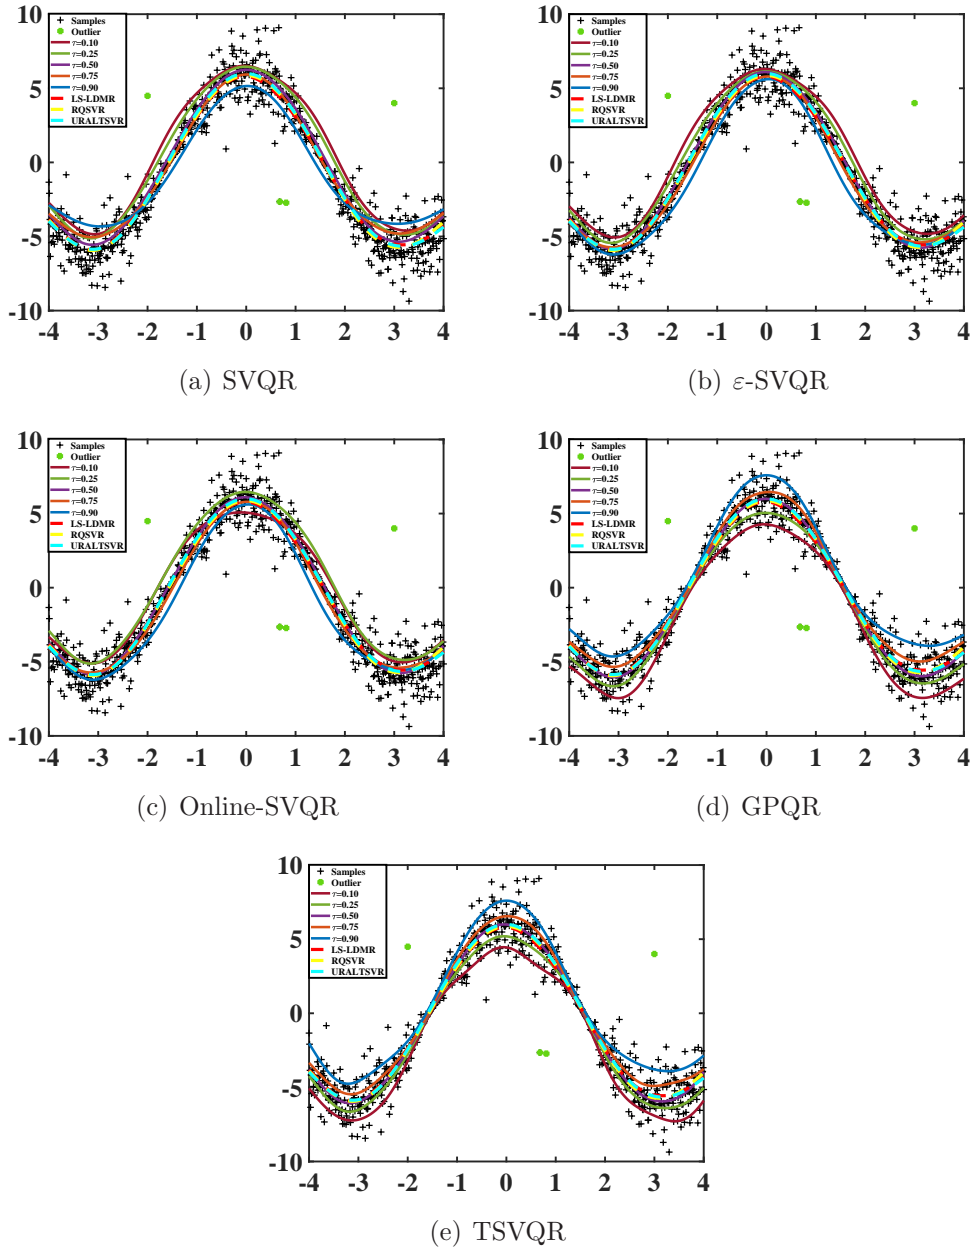 10
5
0
-5
-10
-4 -3 -2 -1 0 1 2 3 4
Samples
Outlier
τ=0.10
τ=0.25
τ=0.50
τ=0.75
τ=0.90
LS-LDMR
RQSVR
URALTSVR
(a) SVQR
10
5
0
-5
-10
-4 -3 -2 -1 0 1 2 3 4
Samples
Outlier
τ=0.10
τ=0.25
τ=0.50
τ=0.75
τ=0.90
LS-LDMR
RQSVR
URALTSVR
(b) ε-SVQR
10
5
0
-5
-10
-4 -3 -2 -1 0 1 2 3 4
Samples
Outlier
τ=0.10
τ=0.25
τ=0.50
τ=0.75
τ=0.90
LS-LDMR
RQSVR
URALTSVR
(c) Online-SVQR
10
5
0
-5
-10
-4 -3 -2 -1 0 1 2 3 4
Samples
Outlier
τ=0.10
τ=0.25
τ=0.50
τ=0.75
τ=0.90
LS-LDMR
RQSVR
URALTSVR
(d) GPQR
10
5
0
-5
-10
-4 -3 -2 -1 0 1 2 3 4
Samples
Outlier
τ=0.10
τ=0.25
τ=0.50
τ=0.75
τ=0.90
LS-LDMR
RQSVR
URALTSVR
(e) TSVQR